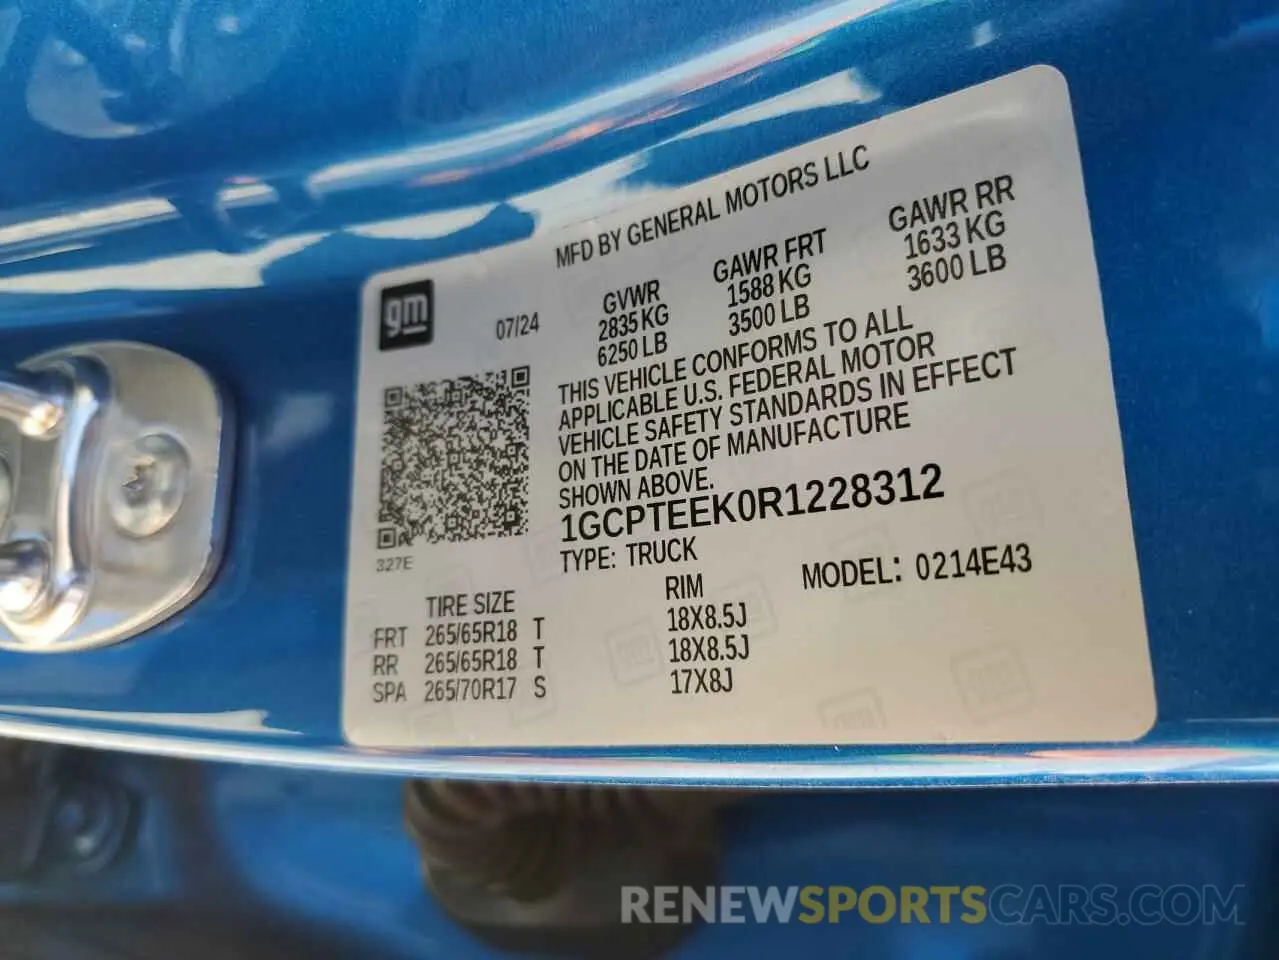 MFD BY GENERAL MOTORS LLC
gm
07/24
GVWR
2835 KG
6250 LB
GAWR FRT
1588 KG
3500 LB
GAWR RR
1633 KG
3600 LB
THIS VEHICLE CONFORMS TO ALL
APPLICABLE U.S. FEDERAL MOTOR
VEHICLE SAFETY STANDARDS IN EFFECT
ON THE DATE OF MANUFACTURE
SHOWN ABOVE.
1GCPTEEK0R1228312
327E
TYPE: TRUCK
MODEL: 0214E43
TIRE SIZE RIM
FRT 265/65R18 T 18X8.5J
RR 265/65R18 T 18X8.5J
SPA 265/70R17 S 17X8J
RENEWSPORTSCARS.COM